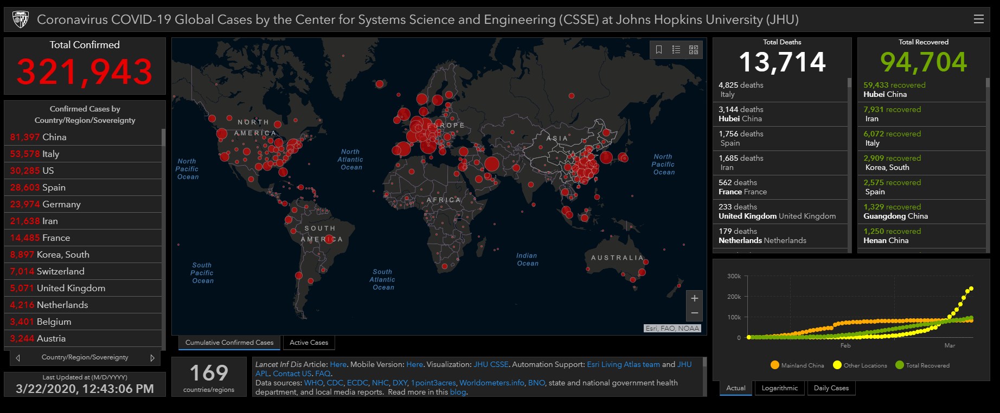 Coronavirus COVID-19 Global Cases by the Center for Systems Science and Engineering (CSSE) at Johns Hopkins University (JHU)
Total Confirmed
321,943
Confirmed Cases by
Country/Region/Sovereignty
81,397 China
53,578 Italy
30,285 US
28,603 Spain
23,974 Germany
21,638 Iran
14,485 France
8,897 Korea, South
7,014 Switzerland
5,071 United Kingdom
4,216 Netherlands
3,401 Belgium
3,244 Austria
Country/Region/Sovereignty
Last Updated at (M/D/YYYY)
3/22/2020, 12:43:06 PM
NORTH
AMERICA
EUROPE
ASIA
AFRICA
SOUTH
AMERICA
AUSTRALIA
North
Pacific
Ocean
North
Atlantic
Ocean
North
Pacific
Ocean
South
Pacific
Ocean
South
Atlantic
Ocean
Indian
Ocean
+
−
Esri, FAO, NOAA
Cumulative Confirmed Cases
Active Cases
169
countries/regions
Lancet Inf Dis Article: Here. Mobile Version: Here. Visualization: JHU CSSE. Automation Support: Esri Living Atlas team and JHU
APL. Contact US. FAQ.
Data sources: WHO, CDC, ECDC, NHC, DXY, 1point3acres, Worldometers.info, BNO, state and national government health
department, and local media reports. Read more in this blog.
Total Deaths
13,714
4,825 deaths
Italy
3,144 deaths
Hubei China
1,756 deaths
Spain
1,685 deaths
Iran
562 deaths
France France
233 deaths
United Kingdom United Kingdom
179 deaths
Netherlands Netherlands
Total Recovered
94,704
59,433 recovered
Hubei China
7,931 recovered
Iran
6,072 recovered
Italy
2,909 recovered
Korea, South
2,575 recovered
Spain
1,329 recovered
Guangdong China
1,250 recovered
Henan China
300k
200k
100k
0
Feb
Mar
Mainland China
Other Locations
Total Recovered
Actual
Logarithmic
Daily Cases